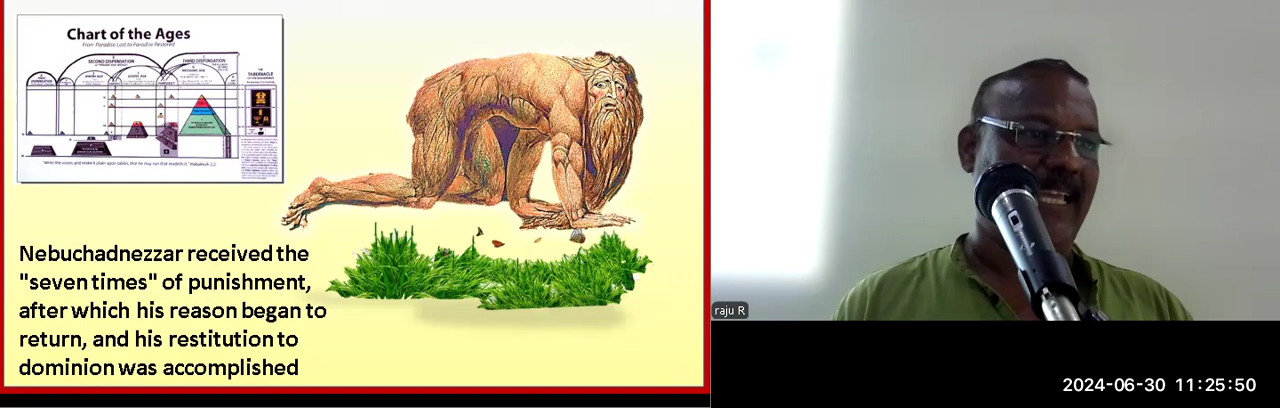 Chart of the Ages
From Paradise Lost to Paradise Restored
SECOND DISPENSATION
THIRD DISPENSATION
THE
TABERNACLE
"Write the vision, and make it plain upon tables, that he may run that readeth it." Habakkuk 2:2
Nebuchadnezzar received the
"seven times" of punishment,
after which his reason began to
return, and his restitution to
dominion was accomplished
raju R
2024-06-30 11:25:50